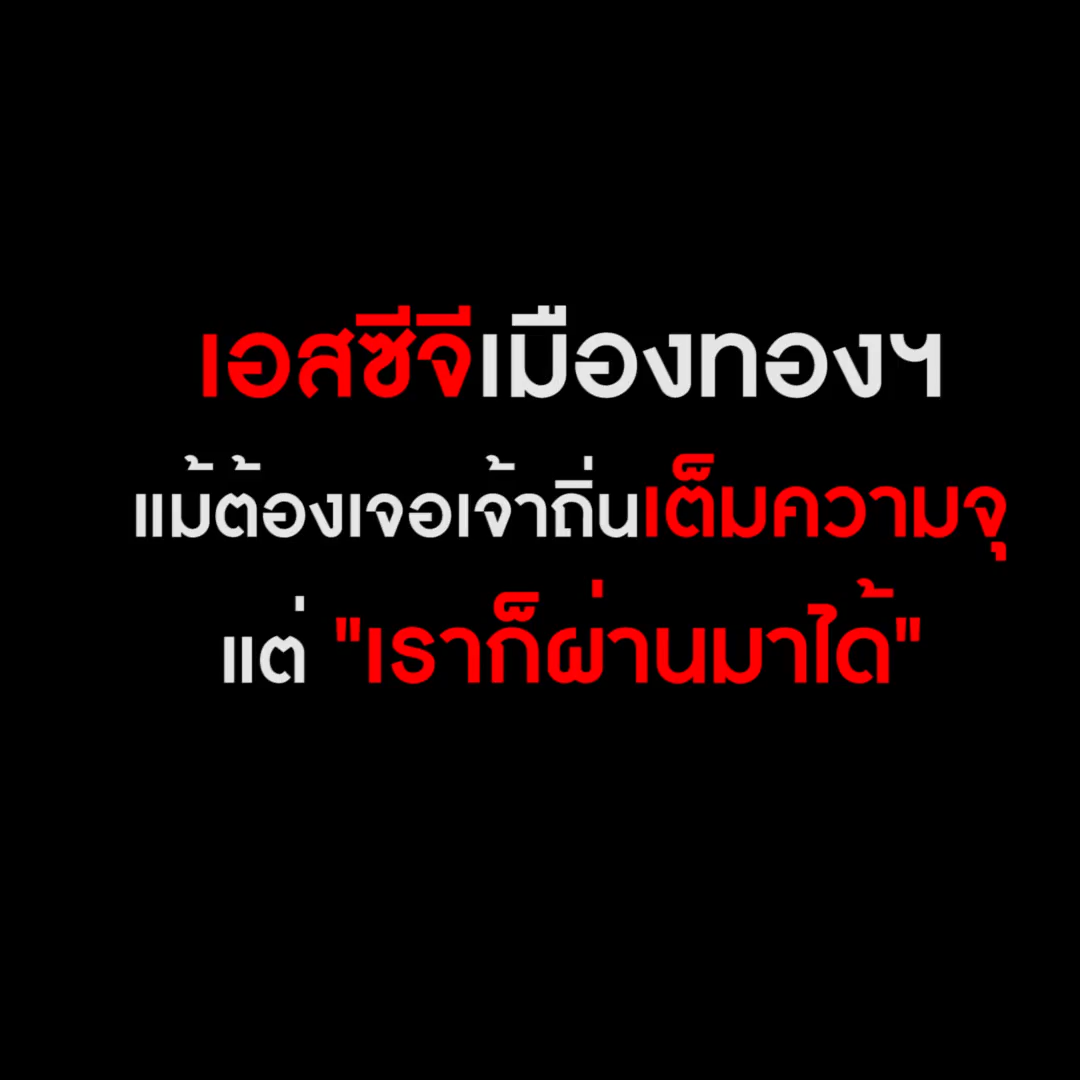 เอสซีจีเมืองทองฯ
แม้ต้องเจอเจ้าถิ่นเต็มความจุ
แต่ "เราก็ผ่านมาได้"